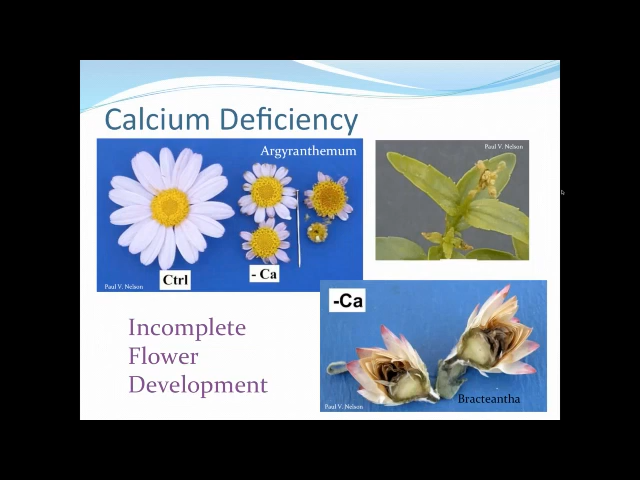 Calcium Deficiency
Argyranthemum
Paul V. Nelson
Ctrl
- Ca
Paul V. Nelson
-Ca
Incomplete
Flower
Development
Bracteantha
Paul V. Nelson